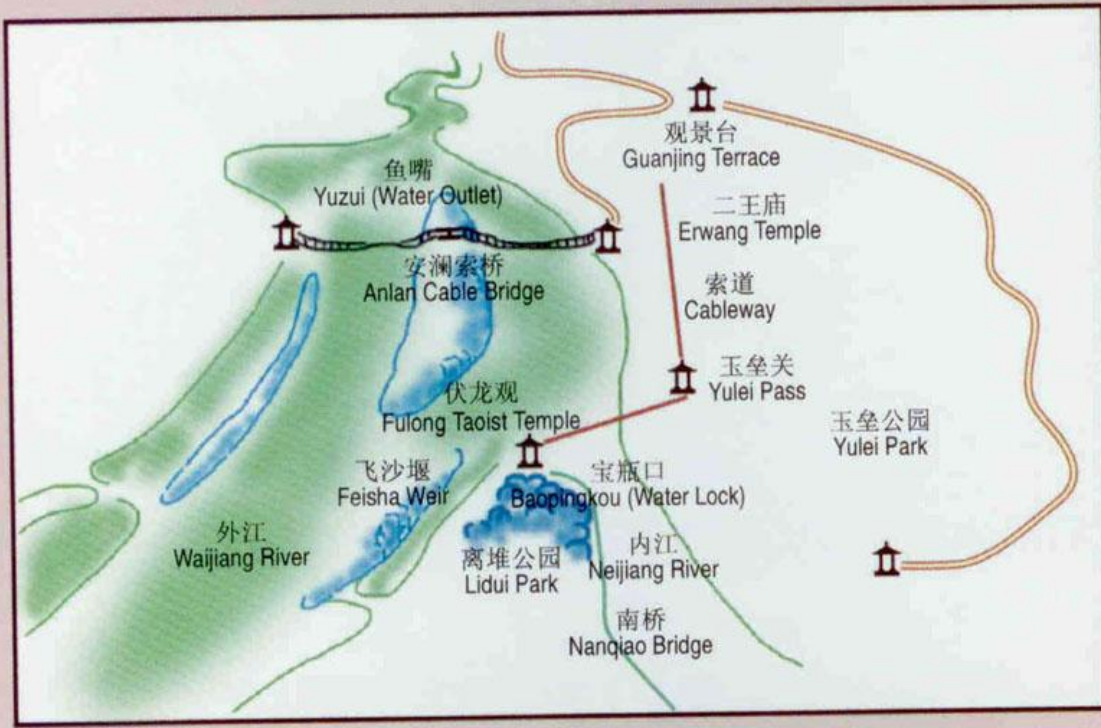 观景台
Guanjing Terrace
鱼嘴
Yuzui (Water Outlet)
二王庙
Erwang Temple
安澜索桥
Anlan Cable Bridge
索道
Cableway
玉垒关
Yulei Pass
伏龙观
Fulong Taoist Temple
玉垒公园
Yulei Park
飞沙堰
Feisha Weir
宝瓶口
Baopingkou (Water Lock)
外江
Waijiang River
离堆公园
Lidui Park
内江
Neijiang River
南桥
Nanqiao Bridge